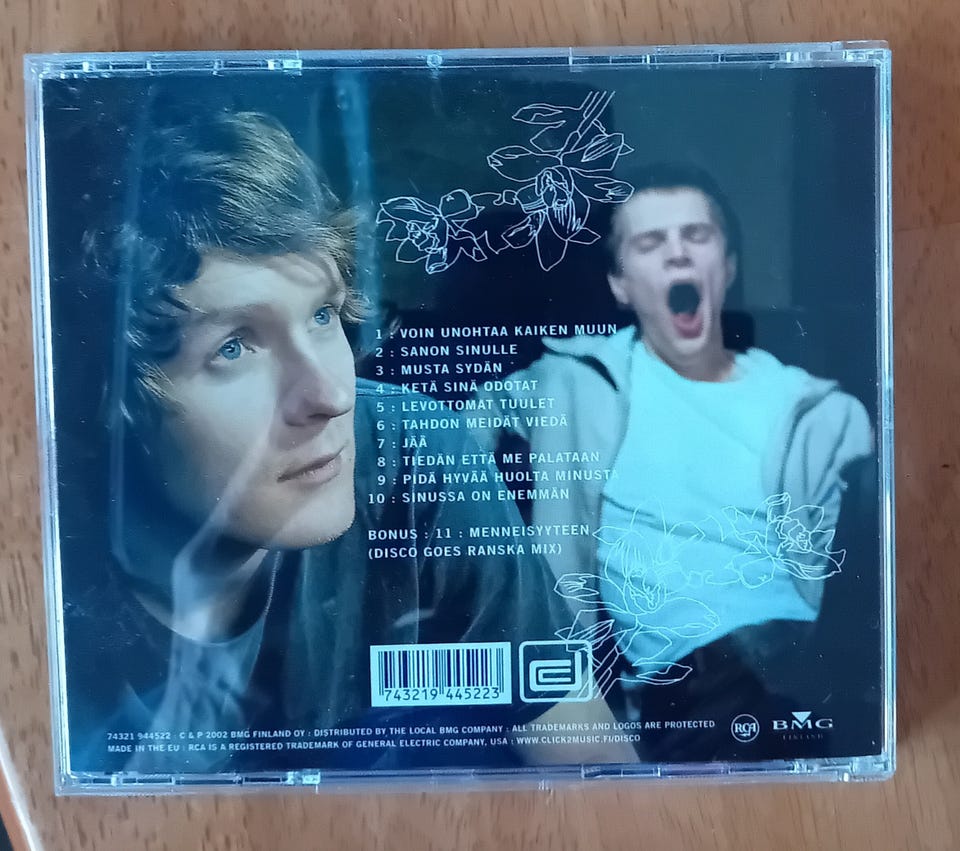 1 : VOIN UNOHTAA KAIKEN MUUN
2 : SANON SINULLE
3 : MUSTA SYDÄN
4 : KETÄ SINÄ ODOTAT
5 : LEVOTTOMAT TUULET
6 : TAHDON MEIDÄT VIEDÄ
7 : JÄÄ
8 : TIEDÄN ETTÄ ME PALATAAN
9 : PIDÄ HYVÄÄ HUOLTA MINUSTA
10 : SINUSSA ON ENEMMÄN
BONUS : 11 : MENNEISYYTEEN
(DISCO GOES RANSKA MIX)
743219 445223
74321 944522 · C & P 2002 BMG FINLAND OY : DISTRIBUTED BY THE LOCAL BMG COMPANY : ALL TRADEMARKS AND LOGOS ARE PROTECTED
MADE IN THE EU : RCA IS A REGISTERED TRADEMARK OF GENERAL ELECTRIC COMPANY, USA : WWW.CLICK2MUSIC.FI/DISCO
RCA
BMG
FINLAND